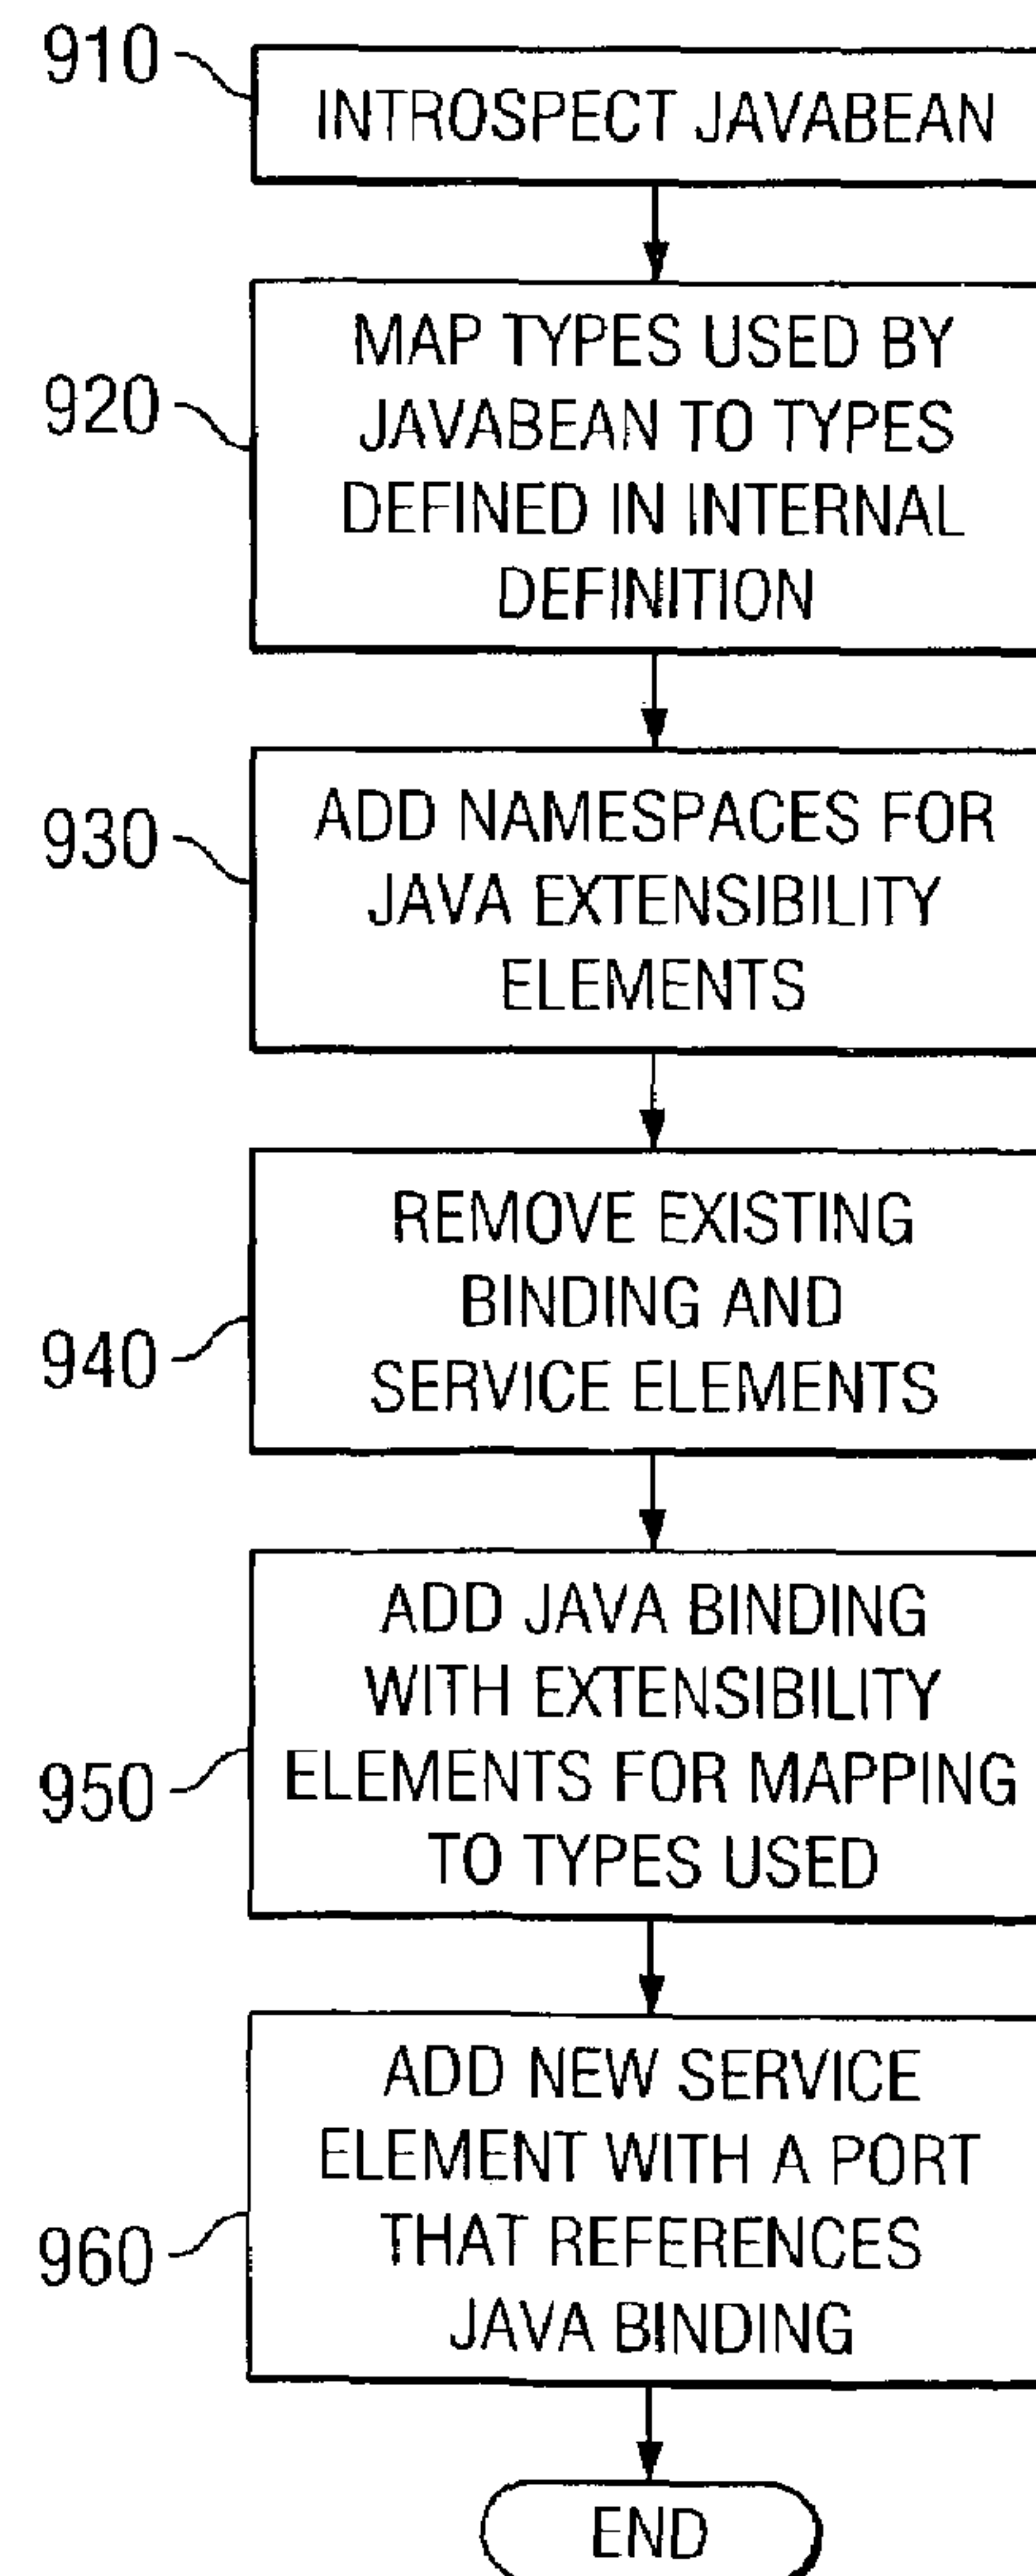 910
INTROSPECT JAVABEAN
920
MAP TYPES USED BY
JAVABEAN TO TYPES
DEFINED IN INTERNAL
DEFINITION
930
ADD NAMESPACES FOR
JAVA EXTENSIBILITY
ELEMENTS
940
REMOVE EXISTING
BINDING AND
SERVICE ELEMENTS
950
ADD JAVA BINDING
WITH EXTENSIBILITY
ELEMENTS FOR MAPPING
TO TYPES USED
960
ADD NEW SERVICE
ELEMENT WITH A PORT
THAT REFERENCES
JAVA BINDING
END